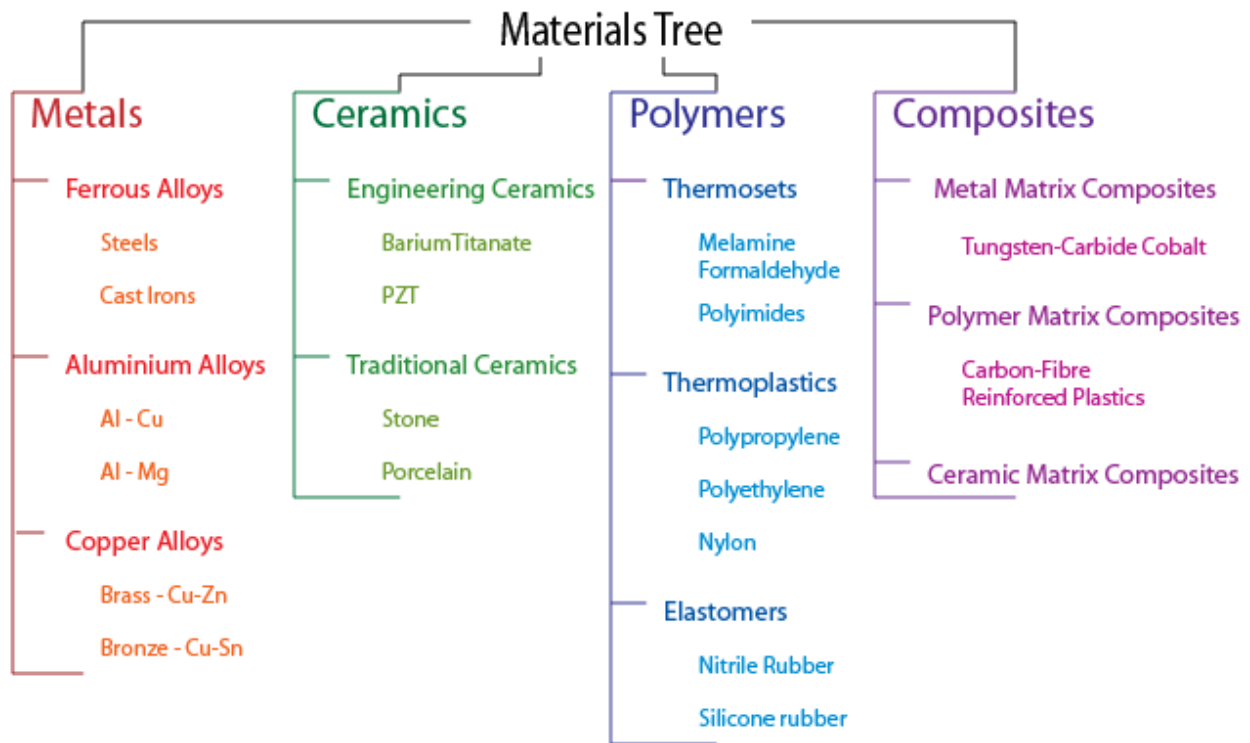 Materials Tree
Metals
Ferrous Alloys
Steels
Cast Irons
Aluminium Alloys
Al - Cu
Al - Mg
Copper Alloys
Brass - Cu-Zn
Bronze - Cu-Sn
Ceramics
Engineering Ceramics
Barium Titanate
PZT
Traditional Ceramics
Stone
Porcelain
Polymers
Thermosets
Melamine
Formaldehyde
Polyimides
Thermoplastics
Polypropylene
Polyethylene
Nylon
Elastomers
Nitrile Rubber
Silicone rubber
Composites
Metal Matrix Composites
Tungsten-Carbide Cobalt
Polymer Matrix Composites
Carbon-Fibre
Reinforced Plastics
Ceramic Matrix Composites